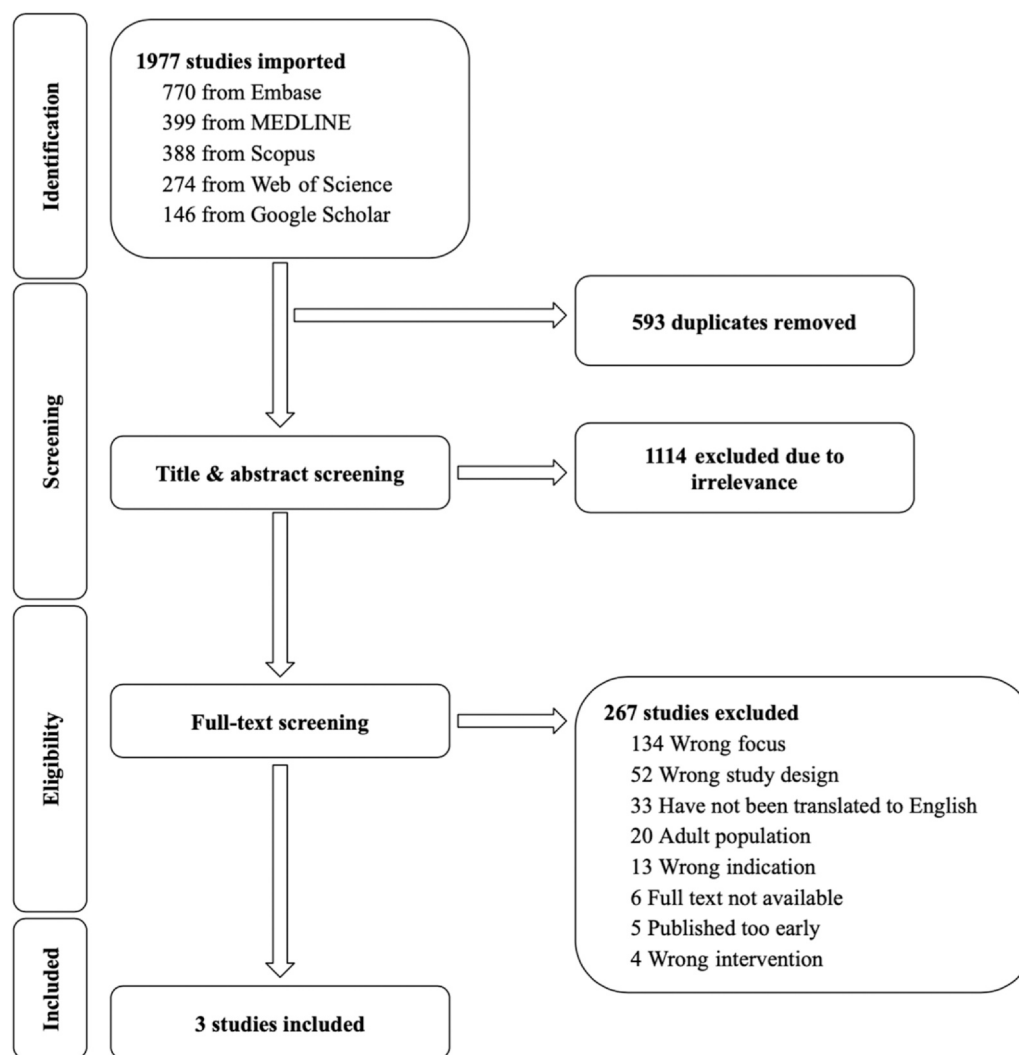 Identification
1977 studies imported
770 from Embase
399 from MEDLINE
388 from Scopus
274 from Web of Science
146 from Google Scholar
Screening
593 duplicates removed
Title & abstract screening
1114 excluded due to
irrelevance
Eligibility
Full-text screening
267 studies excluded
134 Wrong focus
52 Wrong study design
33 Have not been translated to English
20 Adult population
13 Wrong indication
6 Full text not available
5 Published too early
4 Wrong intervention
Included
3 studies included